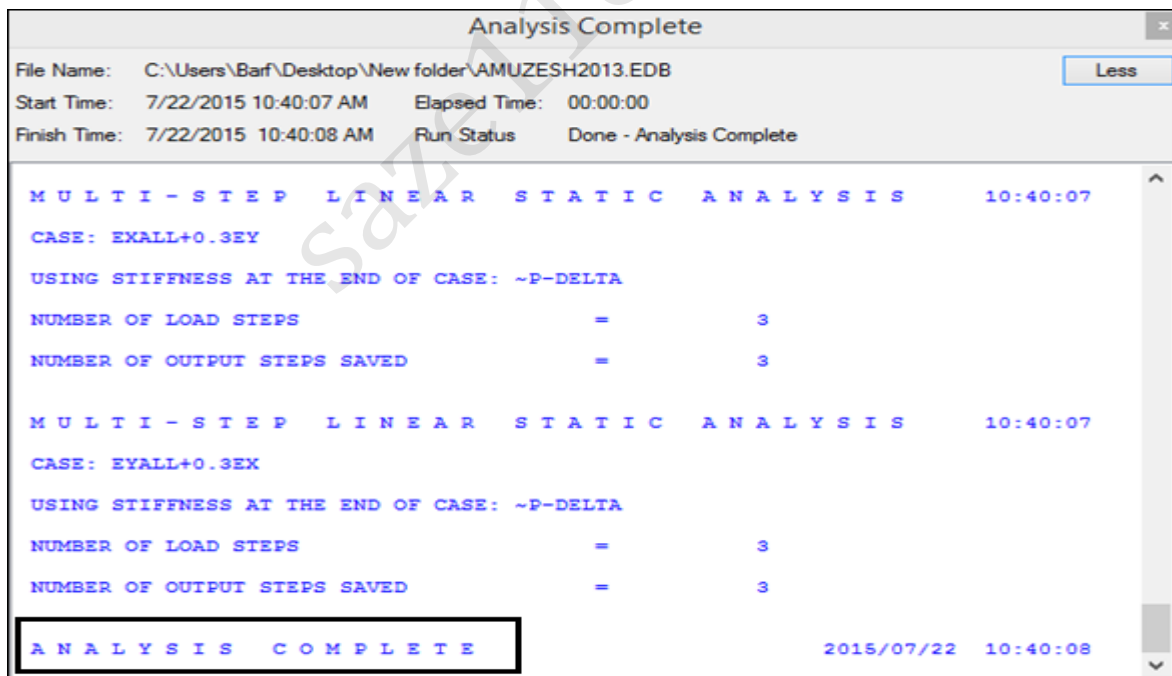 Analysis Complete
x
File Name: C:\Users\Barf\Desktop\New folder\AMUZESH2013.EDB Less
Start Time: 7/22/2015 10:40:07 AM Elapsed Time: 00:00:00
Finish Time: 7/22/2015 10:40:08 AM Run Status Done - Analysis Complete
M U L T I - S T E P L I N E A R S T A T I C A N A L Y S I S 10:40:07
CASE: EXALL+0.3EY
USING STIFFNESS AT THE END OF CASE: ~P-DELTA
NUMBER OF LOAD STEPS = 3
NUMBER OF OUTPUT STEPS SAVED = 3
M U L T I - S T E P L I N E A R S T A T I C A N A L Y S I S 10:40:07
CASE: EYALL+0.3EX
USING STIFFNESS AT THE END OF CASE: ~P-DELTA
NUMBER OF LOAD STEPS = 3
NUMBER OF OUTPUT STEPS SAVED = 3
A N A L Y S I S C O M P L E T E 2015/07/22 10:40:08